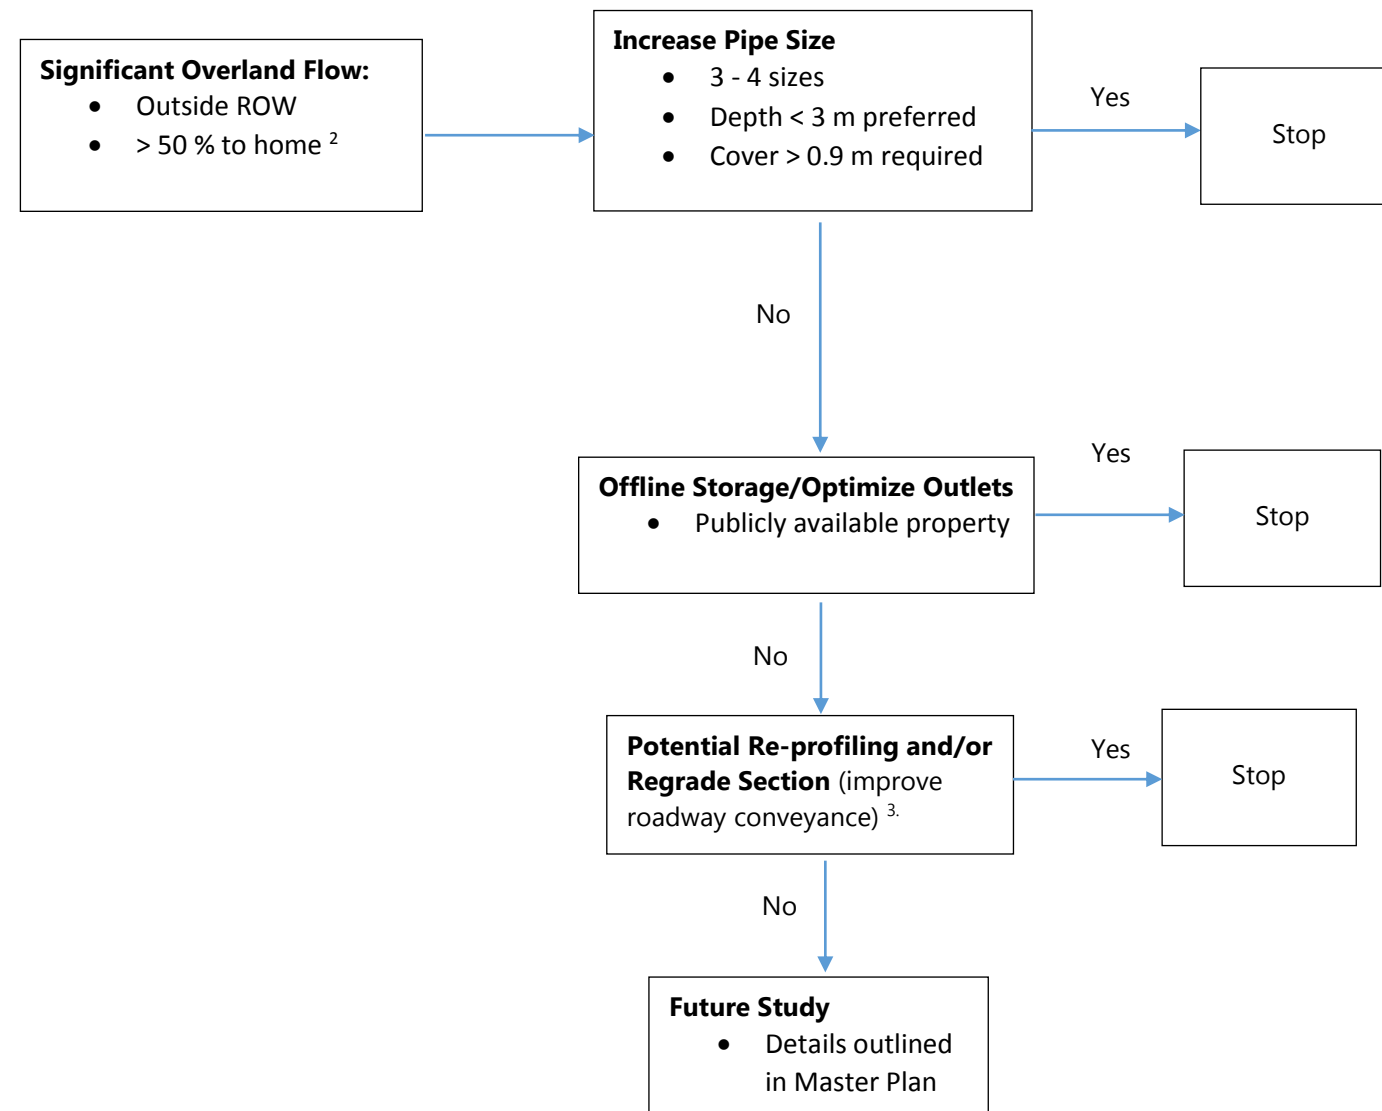 Significant Overland Flow:
• Outside ROW
• > 50 % to home 2
Increase Pipe Size
• 3 - 4 sizes
• Depth < 3 m preferred
• Cover > 0.9 m required
Yes
Stop
No
Offline Storage/Optimize Outlets
• Publicly available property
Yes
Stop
No
Potential Re-profiling and/or
Regrade Section (improve
roadway conveyance) 3.
Yes
Stop
No
Future Study
• Details outlined
in Master Plan